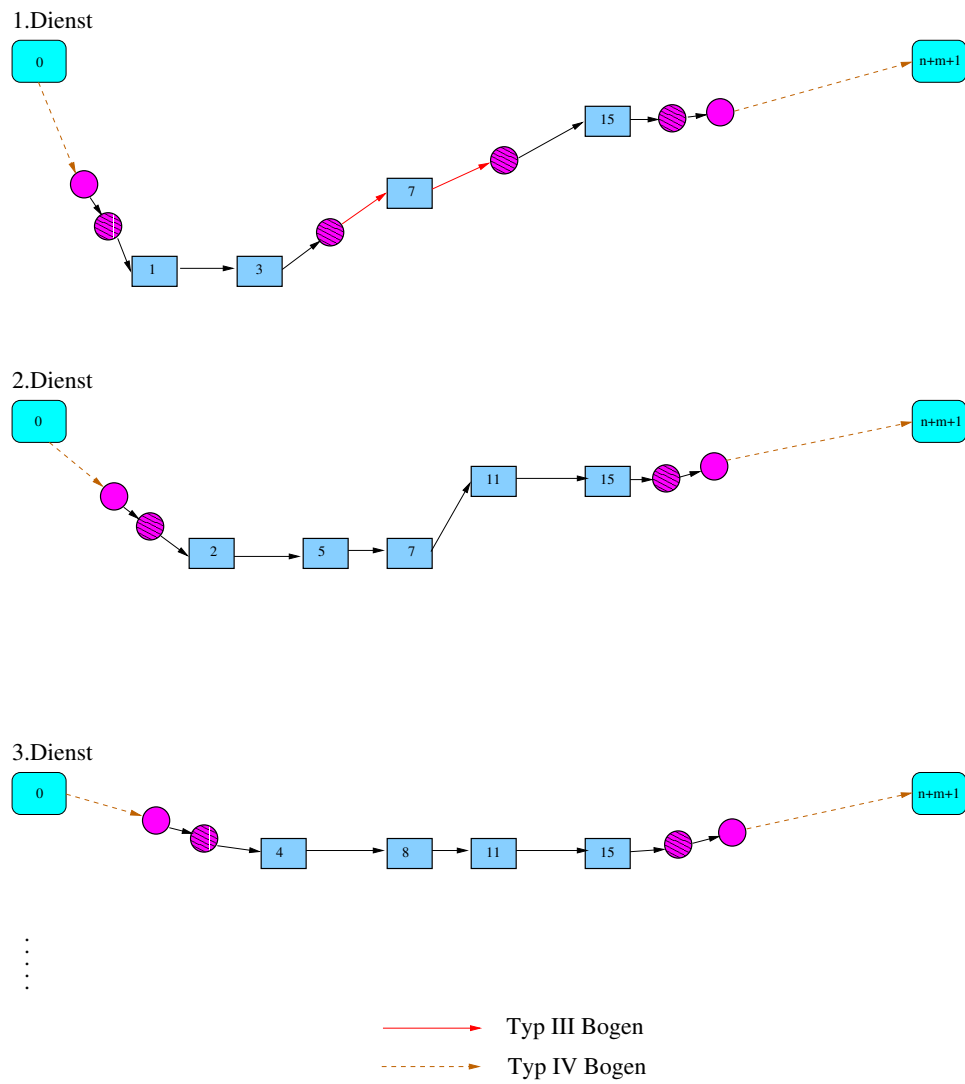 1.Dienst
0
n+m+1
15
7
1
3
2.Dienst
0
n+m+1
11
15
2
5
7
3.Dienst
0
n+m+1
4
8
11
15
Typ III Bogen
Typ IV Bogen